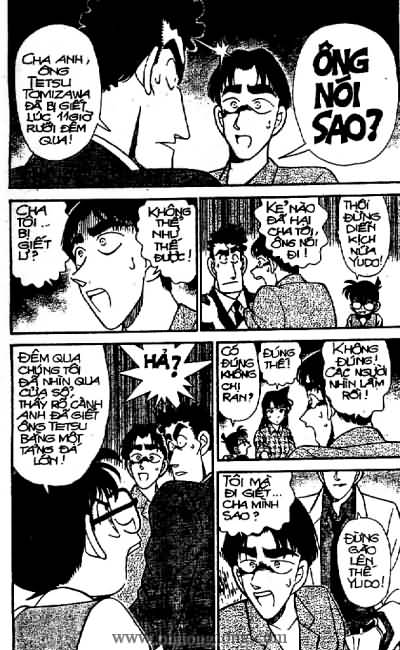 CHA ANH,
ÔNG
TETSU
TOMIZAWA
ĐÃ BỊ GIẾT
LÚC 11 GIỜ
RƯỠI ĐÊM
QUA!
ÔNG
NÓI
SAO?
CHA
TÔI...
BỊ
GIẾT
Ư?
KHÔNG
THỂ
NHƯ
THẾ
ĐƯỢC!
KẺ NÀO
ĐÃ HẠI
CHA TÔI,
ÔNG NÓI
ĐI!
THÔI
ĐỪNG
DIỄN
KỊCH
NỮA
YUDO!
ĐÊM QUA
CHÚNG TÔI
ĐÃ NHÌN QUA
CỬA SỔ,
THẤY RÕ CẢNH
ANH ĐÃ GIẾT
ÔNG TETSU
BẰNG MỘT
TẢNG ĐÁ
LỚN!
HẢ?
CÓ
ĐÚNG
KHÔNG
CHỊ
RAN?
ĐÚNG
THẾ!
KHÔNG
ĐÚNG!
CÁC NGƯỜI
NHÌN LẦM
RỒI!
TÔI MÀ
ĐI GIẾT...
CHA MÌNH
SAO?
ĐỪNG
GÀO
LÊN
THẾ
YUDO!